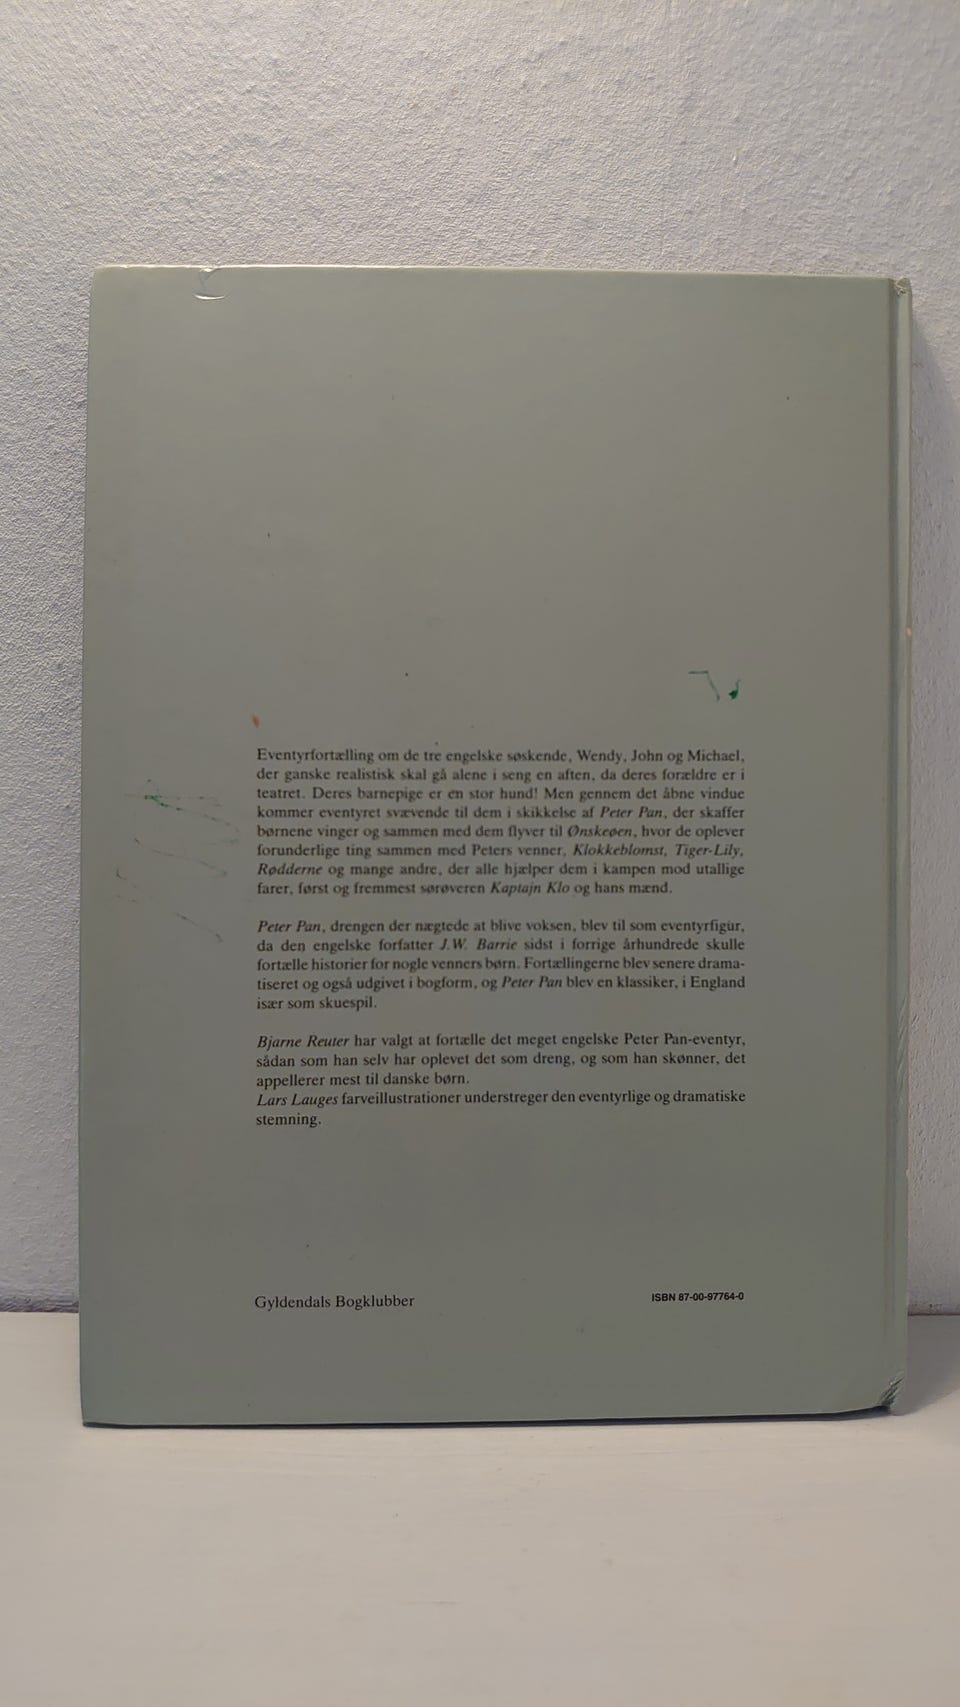 Eventyrfortælling om de tre engelske søskende, Wendy, John og Michael,
der ganske realistisk skal gå alene i seng en aften, da deres forældre er i
teatret. Deres barnepige er en stor hund! Men gennem det åbne vindue
kommer eventyret svævende til dem i skikkelse af Peter Pan, der skaffer
børnene vinger og sammen med dem flyver til Ønskeøen, hvor de oplever
forunderlige ting sammen med Peters venner, Klokkeblomst, Tiger-Lily,
Rødderne og mange andre, der alle hjælper dem i kampen mod utallige
farer, først og fremmest sørøveren Kaptajn Klo og hans mænd.
Peter Pan, drengen der nægtede at blive voksen, blev til som eventyrfigur,
da den engelske forfatter J.W. Barrie sidst i forrige århundrede skulle
fortælle historier for nogle venners børn. Fortællingerne blev senere drama-
tiseret og også udgivet i bogform, og Peter Pan blev en klassiker, i England
især som skuespil.
Bjarne Reuter har valgt at fortælle det meget engelske Peter Pan-eventyr,
sådan som han selv har oplevet det som dreng, og som han skønner, det
appellerer mest til danske børn.
Lars Lauges farveillustrationer understreger den eventyrlige og dramatiske
stemning.
Gyldendals Bogklubber
ISBN 87-00-97764-0